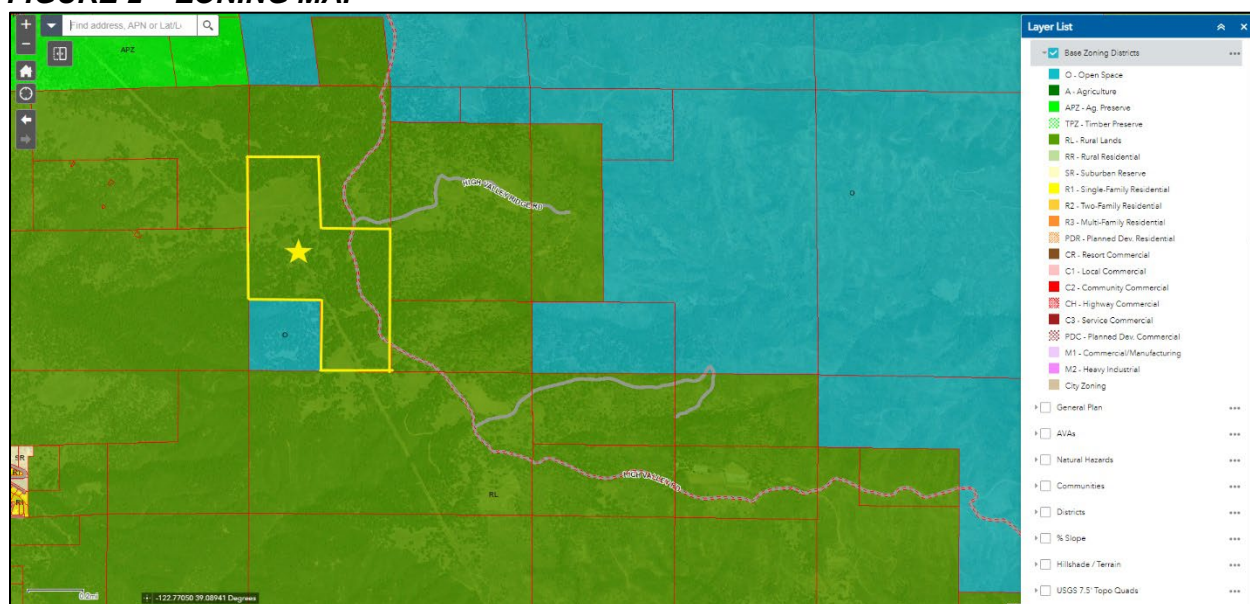 Find address, APN or Lat/L
APZ
HIGH VALLEY RIDGE RD
O
O
SR
R1
R1
RL
HIGH VALLEY RD
0.2mi
-122.77050 39.08941 Degrees
Layer List
Base Zoning Districts
O - Open Space
A - Agriculture
APZ - Ag. Preserve
TPZ - Timber Preserve
RL - Rural Lands
RR - Rural Residential
SR - Suburban Reserve
R1 - Single-Family Residential
R2 - Two-Family Residential
R3 - Multi-Family Residential
PDR - Planned Dev. Residential
CR - Resort Commercial
C1 - Local Commercial
C2 - Community Commercial
CH - Highway Commercial
C3 - Service Commercial
PDC - Planned Dev. Commercial
M1 - Commercial/Manufacturing
M2 - Heavy Industrial
City Zoning
General Plan
AVAs
Natural Hazards
Communities
Districts
% Slope
Hillshade / Terrain
USGS 7.5' Topo Quads